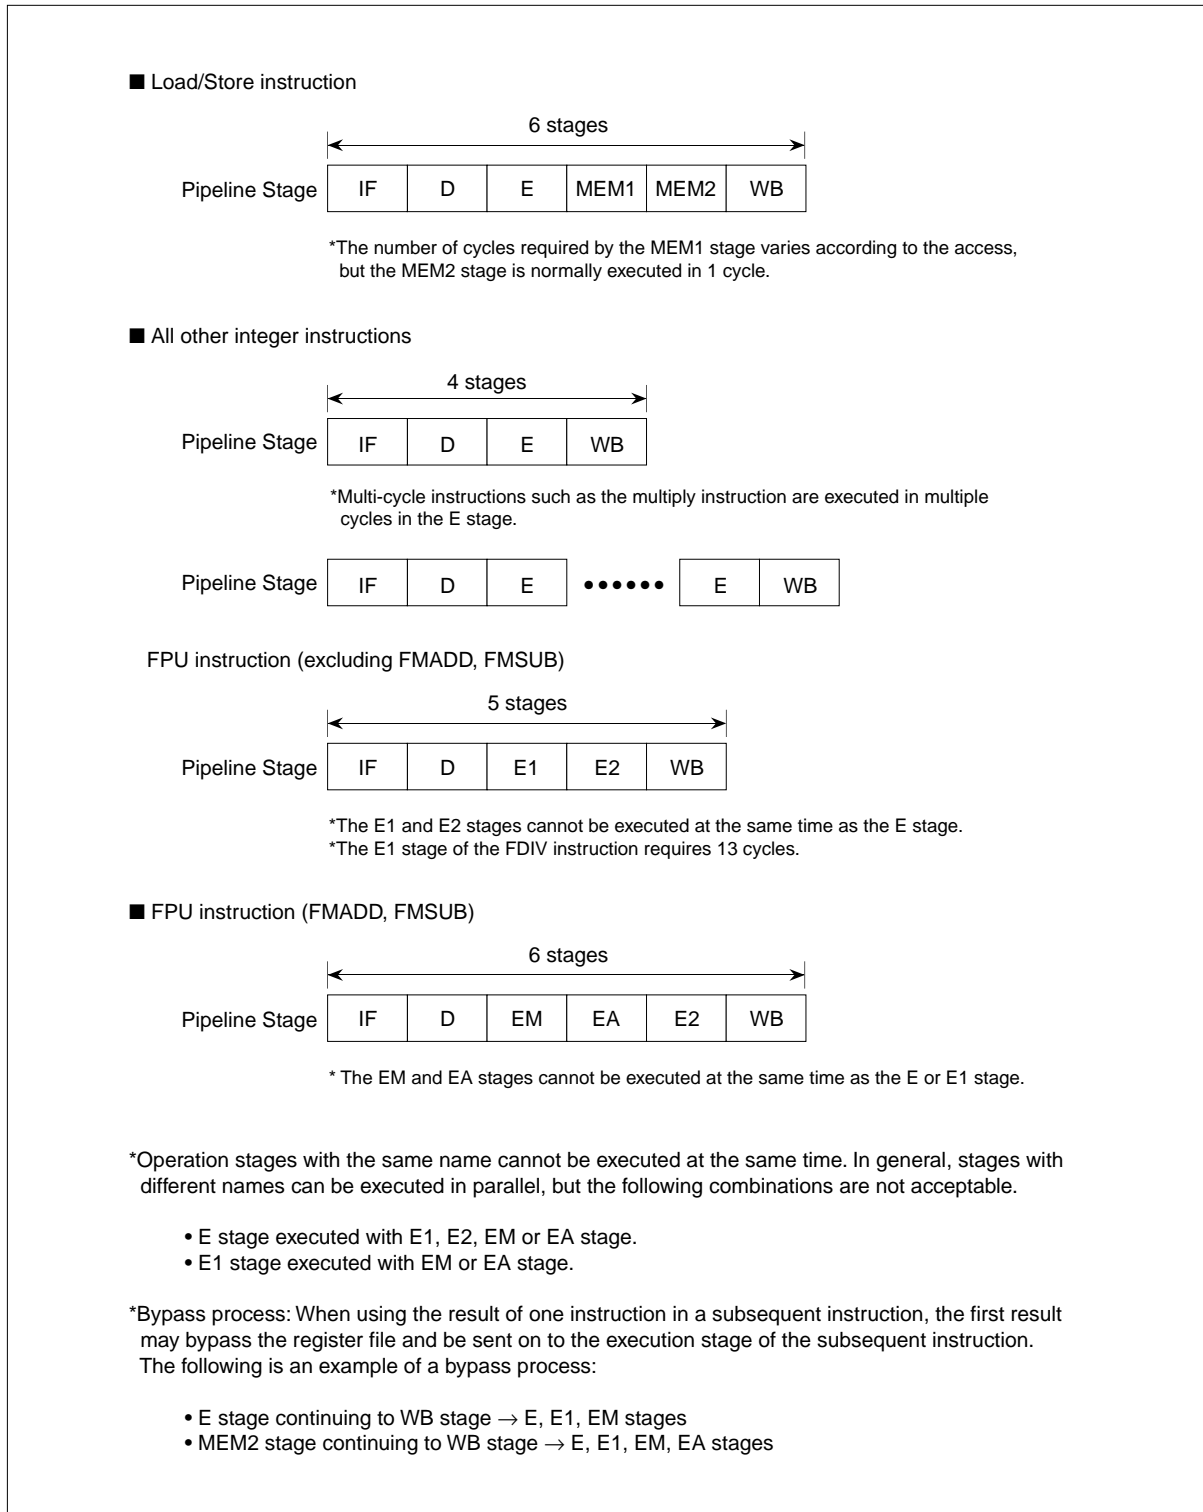 ■ Load/Store instruction
6 stages
Pipeline Stage IF D E MEM1 MEM2 WB
*The number of cycles required by the MEM1 stage varies according to the access,
but the MEM2 stage is normally executed in 1 cycle.
■ All other integer instructions
4 stages
Pipeline Stage IF D E WB
*Multi-cycle instructions such as the multiply instruction are executed in multiple
cycles in the E stage.
Pipeline Stage IF D E •••••• E WB
FPU instruction (excluding FMADD, FMSUB)
5 stages
Pipeline Stage IF D E1 E2 WB
*The E1 and E2 stages cannot be executed at the same time as the E stage.
*The E1 stage of the FDIV instruction requires 13 cycles.
■ FPU instruction (FMADD, FMSUB)
6 stages
Pipeline Stage IF D EM EA E2 WB
* The EM and EA stages cannot be executed at the same time as the E or E1 stage.
*Operation stages with the same name cannot be executed at the same time. In general, stages with
different names can be executed in parallel, but the following combinations are not acceptable.
• E stage executed with E1, E2, EM or EA stage.
• E1 stage executed with EM or EA stage.
*Bypass process: When using the result of one instruction in a subsequent instruction, the first result
may bypass the register file and be sent on to the execution stage of the subsequent instruction.
The following is an example of a bypass process:
• E stage continuing to WB stage → E, E1, EM stages
• MEM2 stage continuing to WB stage → E, E1, EM, EA stages